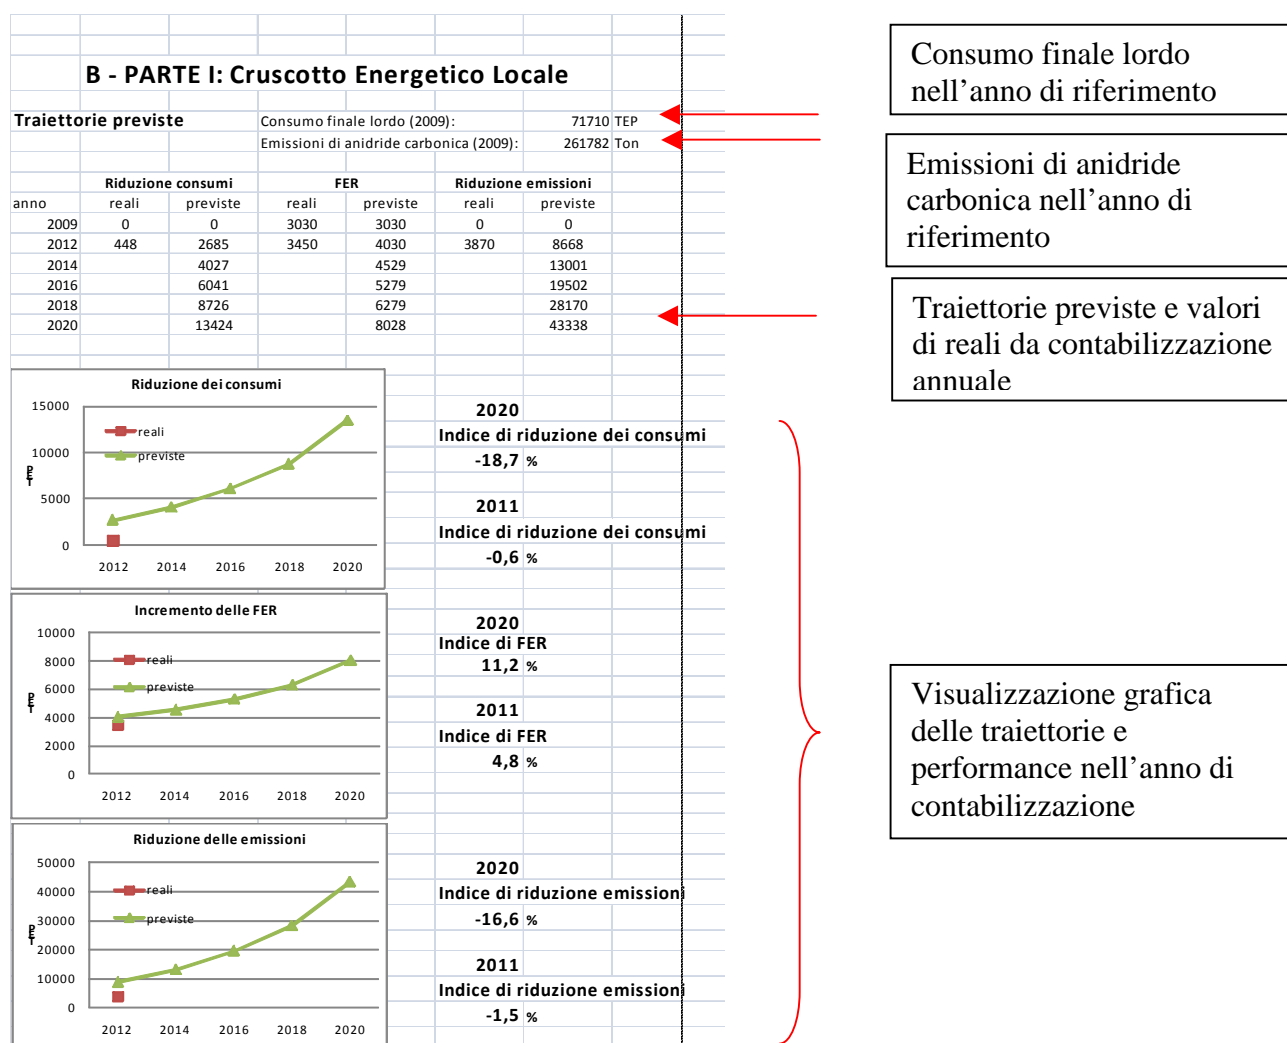 B - PARTE I: Cruscotto Energetico Locale
Traiettorie previste
Consumo finale lordo (2009): 71710 TEP
Emissioni di anidride carbonica (2009): 261782 Ton
Riduzione consumi FER Riduzione emissioni
anno reali previste reali previste reali previste
2009 0 0 3030 3030 0 0
2012 448 2685 3450 4030 3870 8668
2014 4027 4529 13001
2016 6041 5279 19502
2018 8726 6279 28170
2020 13424 8028 43338
Riduzione dei consumi
15000
10000
5000
0
TEP
reali
previste
2012 2014 2016 2018 2020
2020
Indice di riduzione dei consumi
-18,7 %
2011
Indice di riduzione dei consumi
-0,6 %
Incremento delle FER
10000
8000
6000
4000
2000
0
TEP
reali
previste
2012 2014 2016 2018 2020
2020
Indice di FER
11,2 %
2011
Indice di FER
4,8 %
Riduzione delle emissioni
50000
40000
30000
20000
10000
0
TEP
reali
previste
2012 2014 2016 2018 2020
2020
Indice di riduzione emissioni
-16,6 %
2011
Indice di riduzione emissioni
-1,5 %
Consumo finale lordo
nell'anno di riferimento
Emissioni di anidride
carbonica nell'anno di
riferimento
Traiettorie previste e valori
di reali da contabilizzazione
annuale
Visualizzazione grafica
delle traiettorie e
performance nell'anno di
contabilizzazione